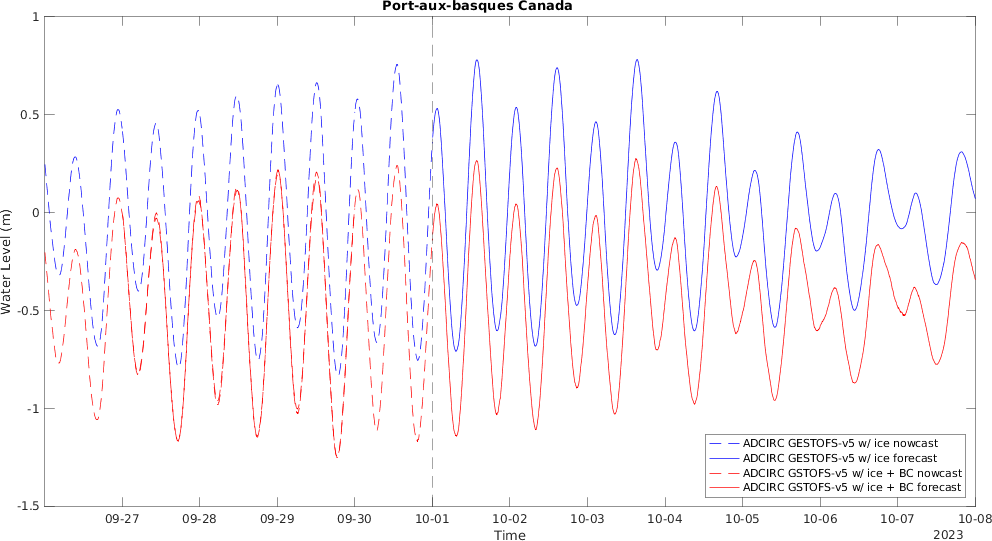 Port-aux-basques Canada
1
0.5
0
-0.5
-1
-1.5
Water Level (m)
09-27 09-28 09-29 09-30 10-01 10-02 10-03 10-04 10-05 10-06 10-07 10-08
Time
2023
ADCIRC GESTOFS-v5 w/ ice nowcast
ADCIRC GESTOFS-v5 w/ ice forecast
ADCIRC GSTOFS-v5 w/ ice + BC nowcast
ADCIRC GSTOFS-v5 w/ ice + BC forecast